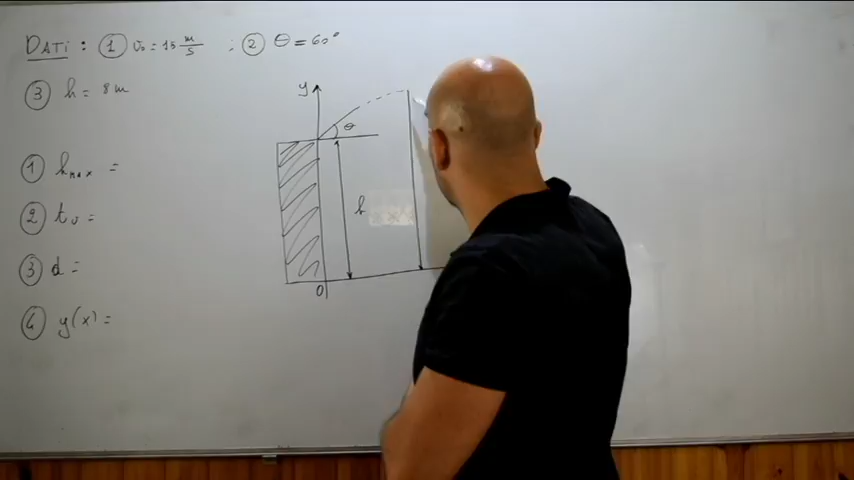 DATI : ① v₀ = 15 m/s ; ② θ = 60°
③ h = 8 m
y
θ
① hmax =
② tv =
h
③ d =
0
④ y(x) =